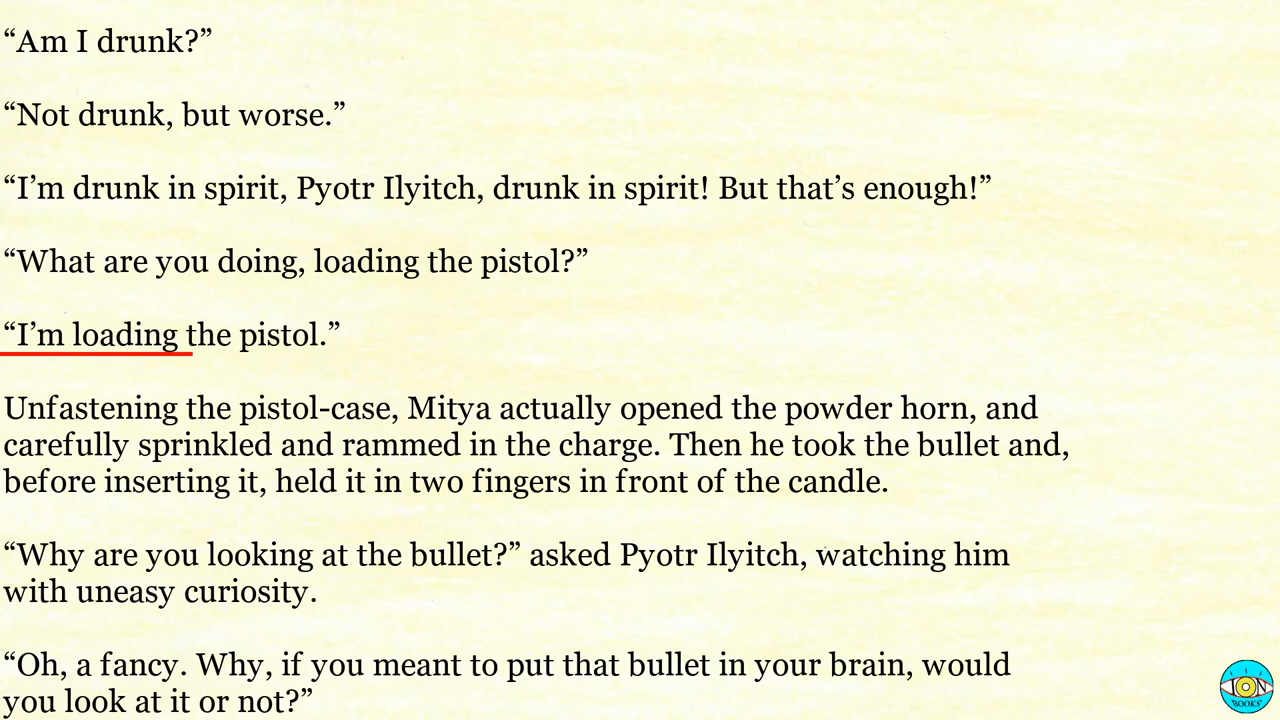 “Am I drunk?”
“Not drunk, but worse.”
“I’m drunk in spirit, Pyotr Ilyitch, drunk in spirit! But that’s enough!”
“What are you doing, loading the pistol?”
“I’m loading the pistol.”
Unfastening the pistol-case, Mitya actually opened the powder horn, and
carefully sprinkled and rammed in the charge. Then he took the bullet and,
before inserting it, held it in two fingers in front of the candle.
“Why are you looking at the bullet?” asked Pyotr Ilyitch, watching him
with uneasy curiosity.
“Oh, a fancy. Why, if you meant to put that bullet in your brain, would
you look at it or not?”
ION
BOOKS